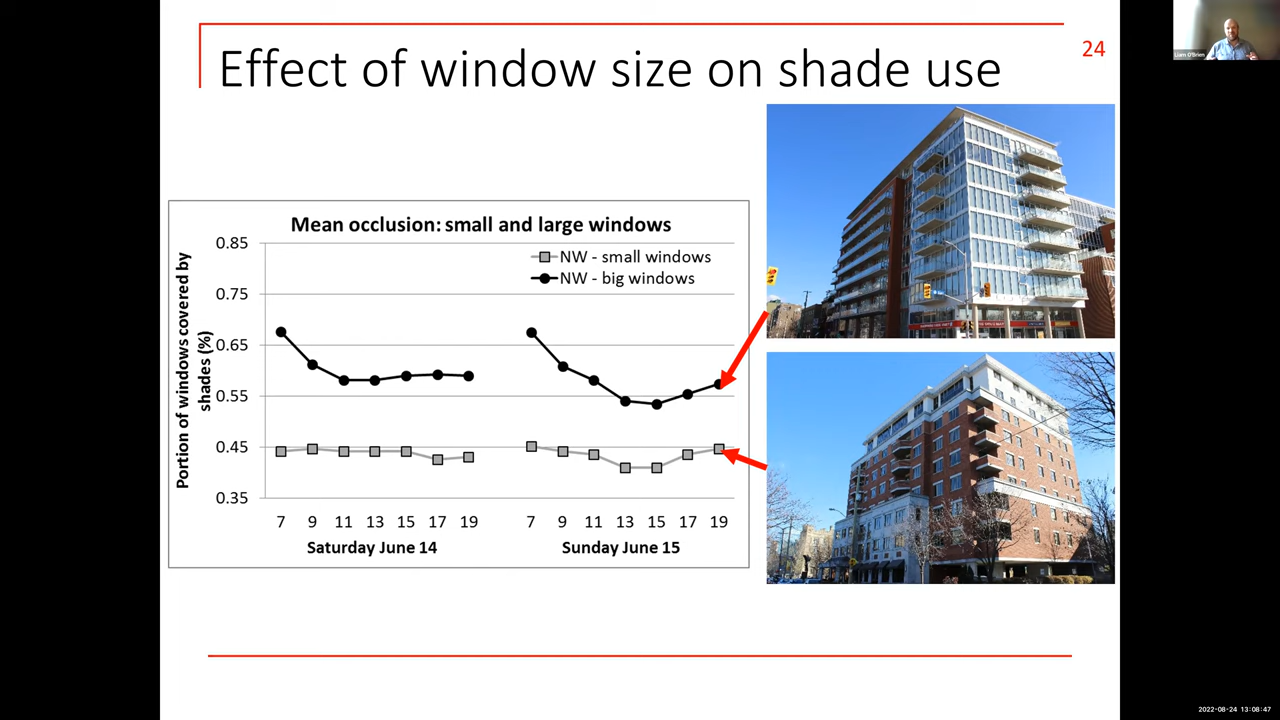 Effect of window size on shade use
24
Liam O'Brien
Mean occlusion: small and large windows
NW - small windows
NW - big windows
Portion of windows covered by
shades (%)
0.85
0.75
0.65
0.55
0.45
0.35
7 9 11 13 15 17 19 7 9 11 13 15 17 19
Saturday June 14 Sunday June 15
2022-08-24 13:08:47